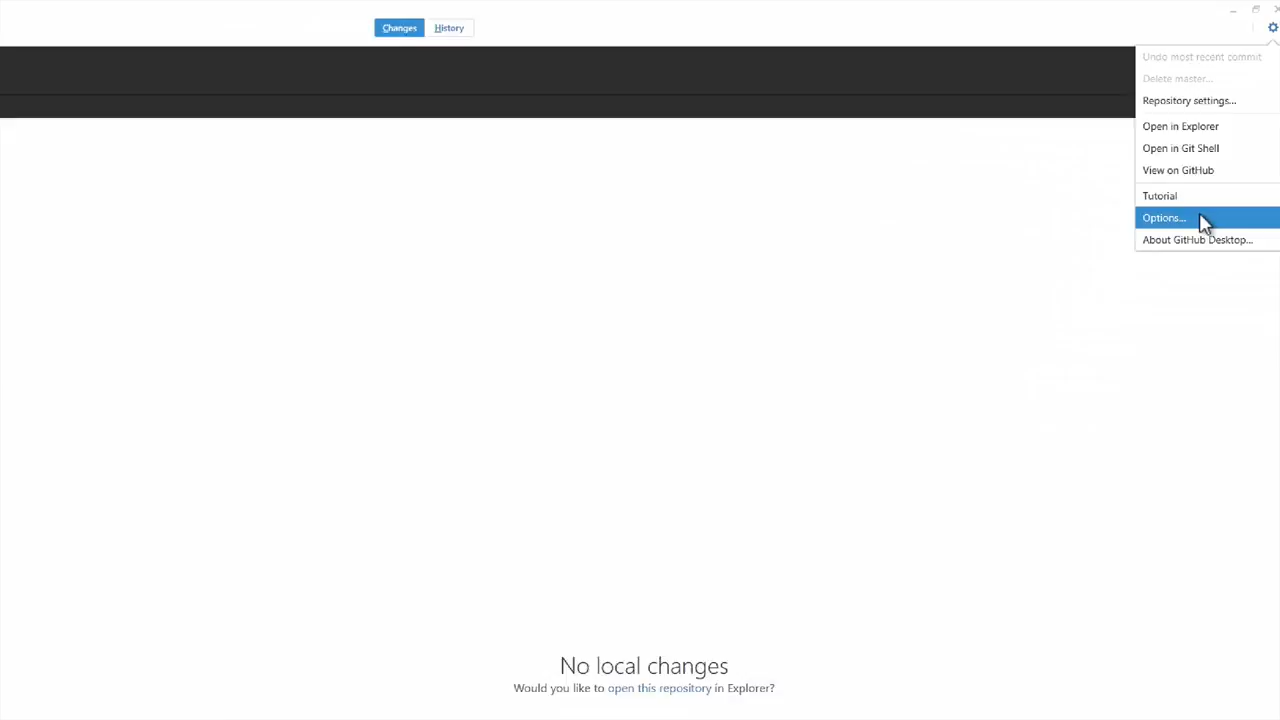 Changes
History
Undo most recent commit
Delete master...
Repository settings...
Open in Explorer
Open in Git Shell
View on GitHub
Tutorial
Options...
About GitHub Desktop...
No local changes
Would you like to open this repository in Explorer?